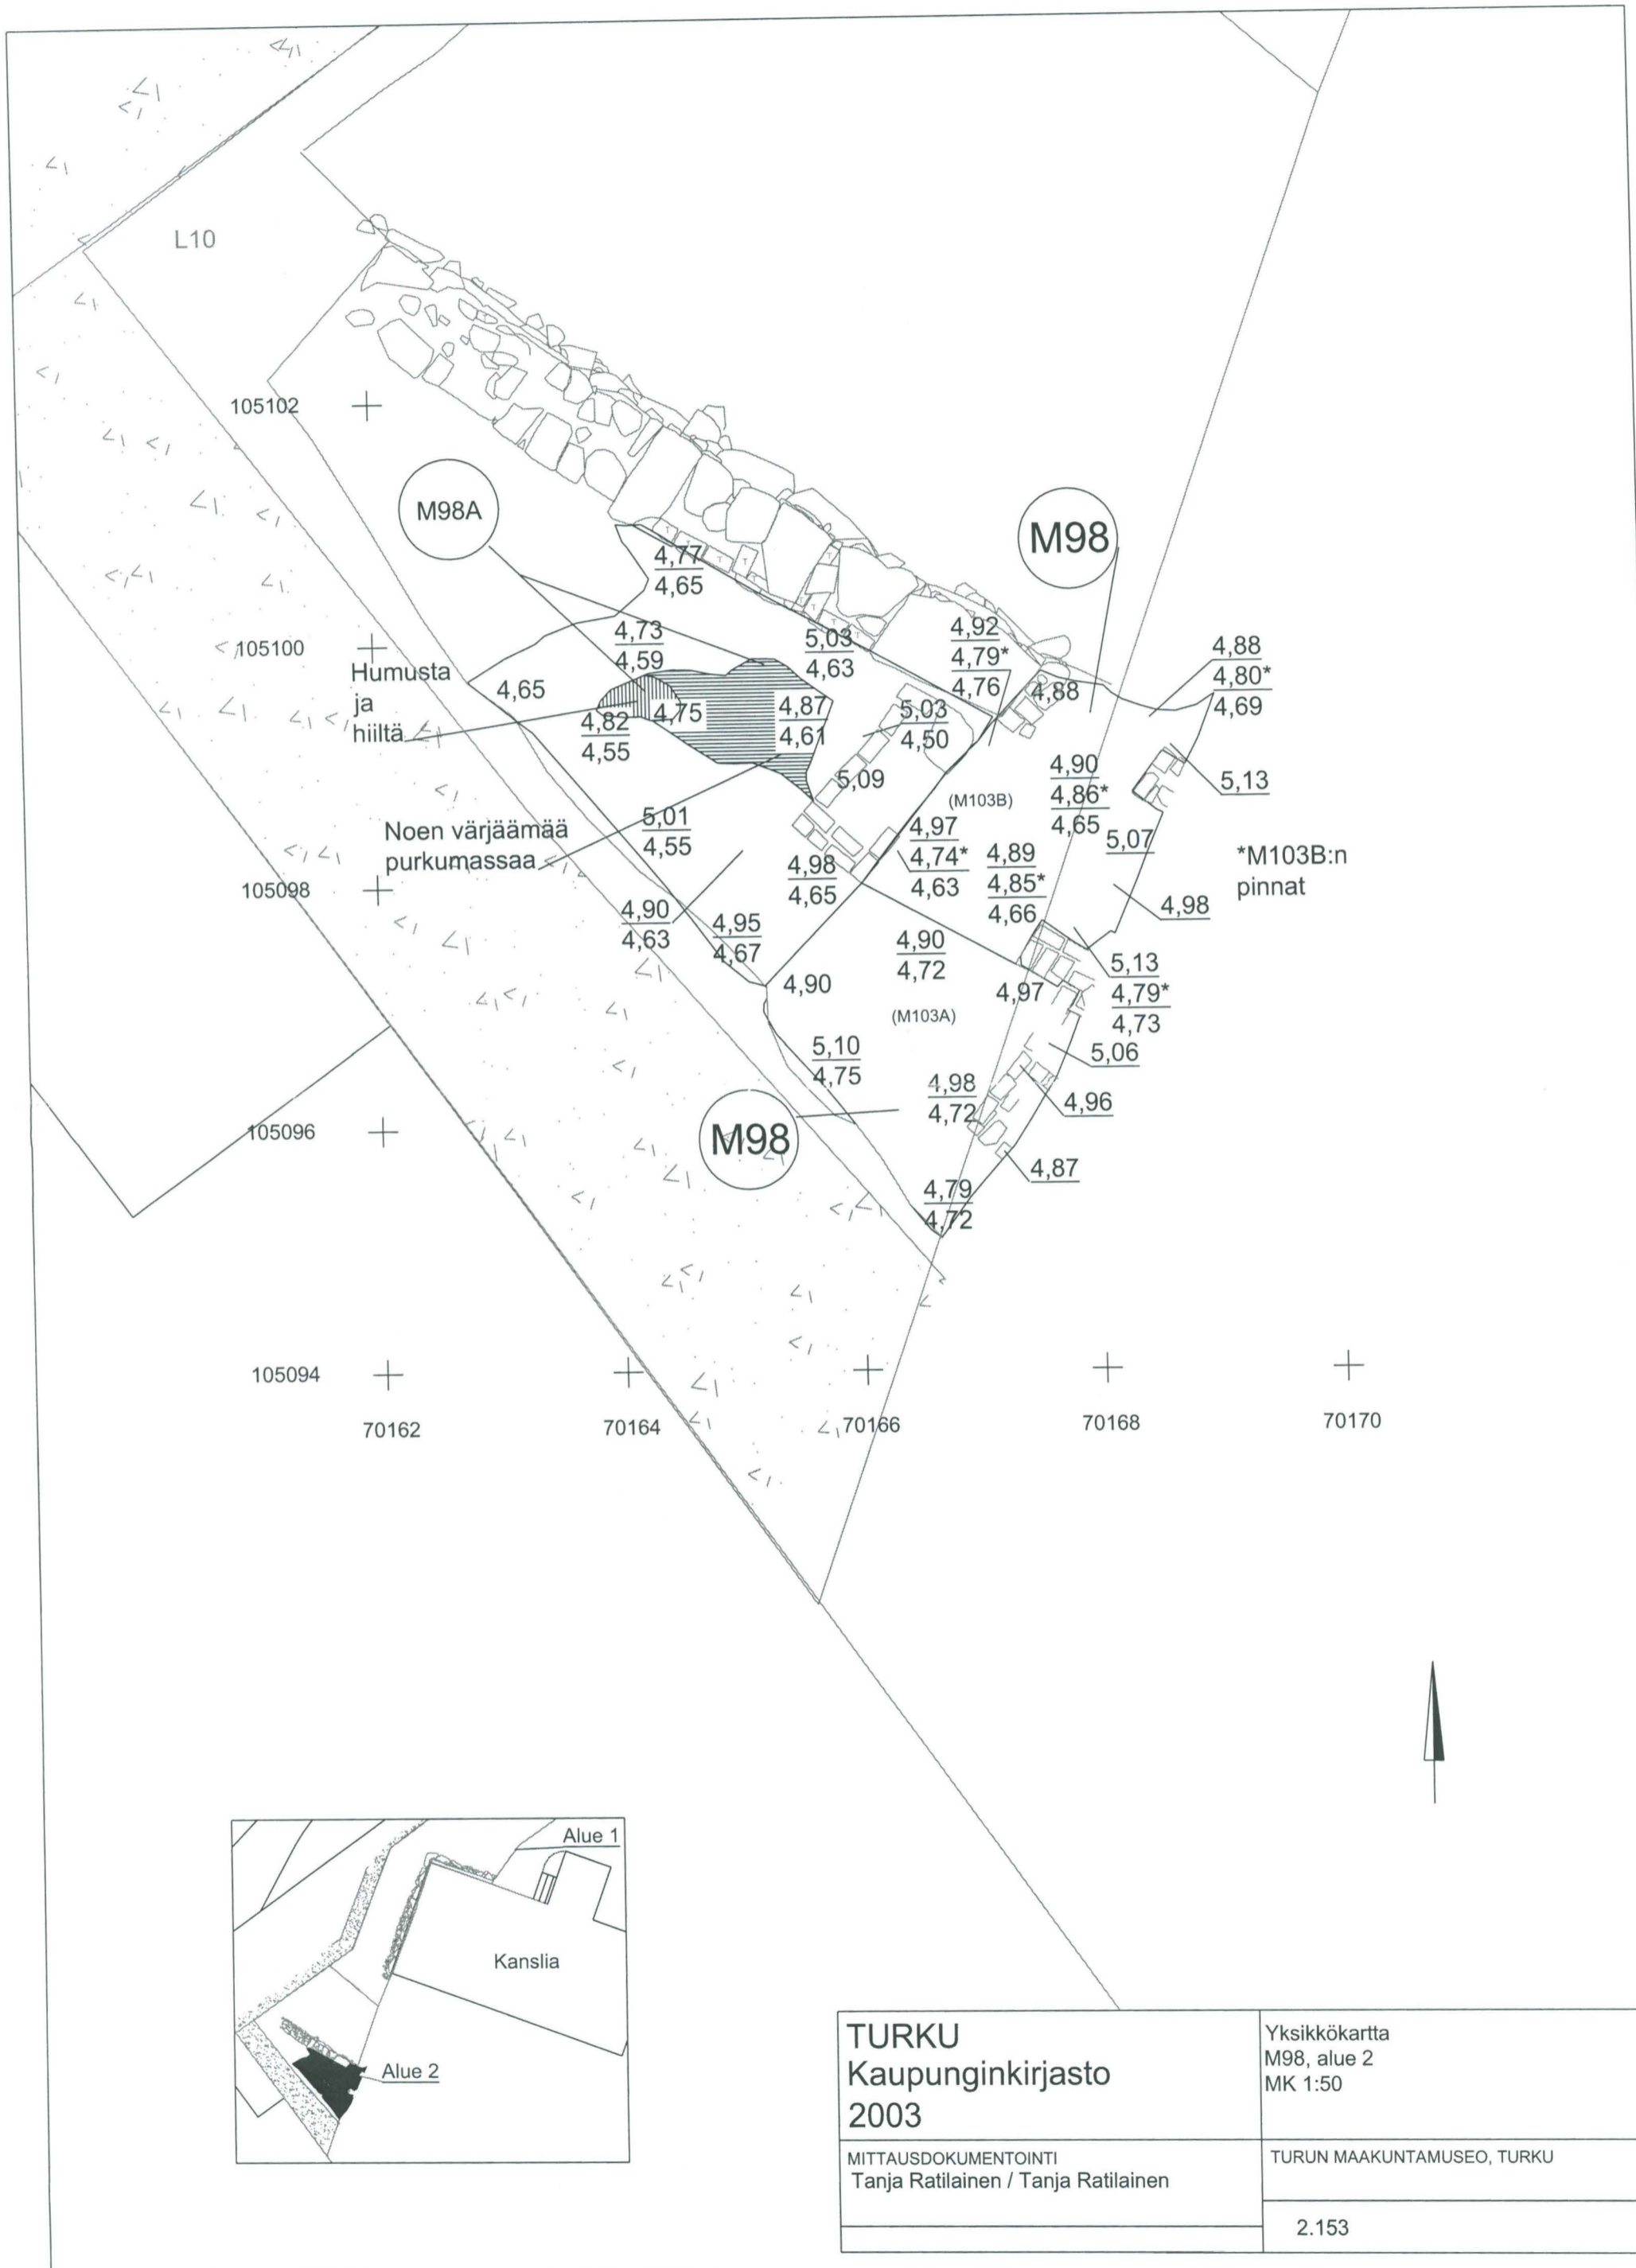 L10
105102
M98A
M98
4,77
4,65
105100
4,73
4,59
5,03
4,63
4,92
4,79*
4,76
4,88
4,88
4,80*
4,69
Humusta
ja
hiiltä
4,65
4,82
4,55
4,75
4,87
4,61
5,03
4,50
5,09
(M103B)
4,90
4,86*
4,65
5,13
5,07
Noen värjäämää
purkumassaa
5,01
4,55
4,97
4,74*
4,63
4,89
4,85*
4,66
*M103B:n
pinnat
105098
4,98
4,65
4,98
4,90
4,63
4,95
4,67
4,90
4,72
4,90
4,97
5,13
4,79*
4,73
(M103A)
5,10
4,75
5,06
4,98
4,72
4,96
105096
M98
4,87
4,79
4,72
105094
70162
70164
70166
70168
70170
Alue 1
Kanslia
Alue 2
TURKU
Kaupunginkirjasto
2003
Yksikkökartta
M98, alue 2
MK 1:50
MITTAUSDOKUMENTOINTI
Tanja Ratilainen / Tanja Ratilainen
TURUN MAAKUNTAMUSEO, TURKU
2.153